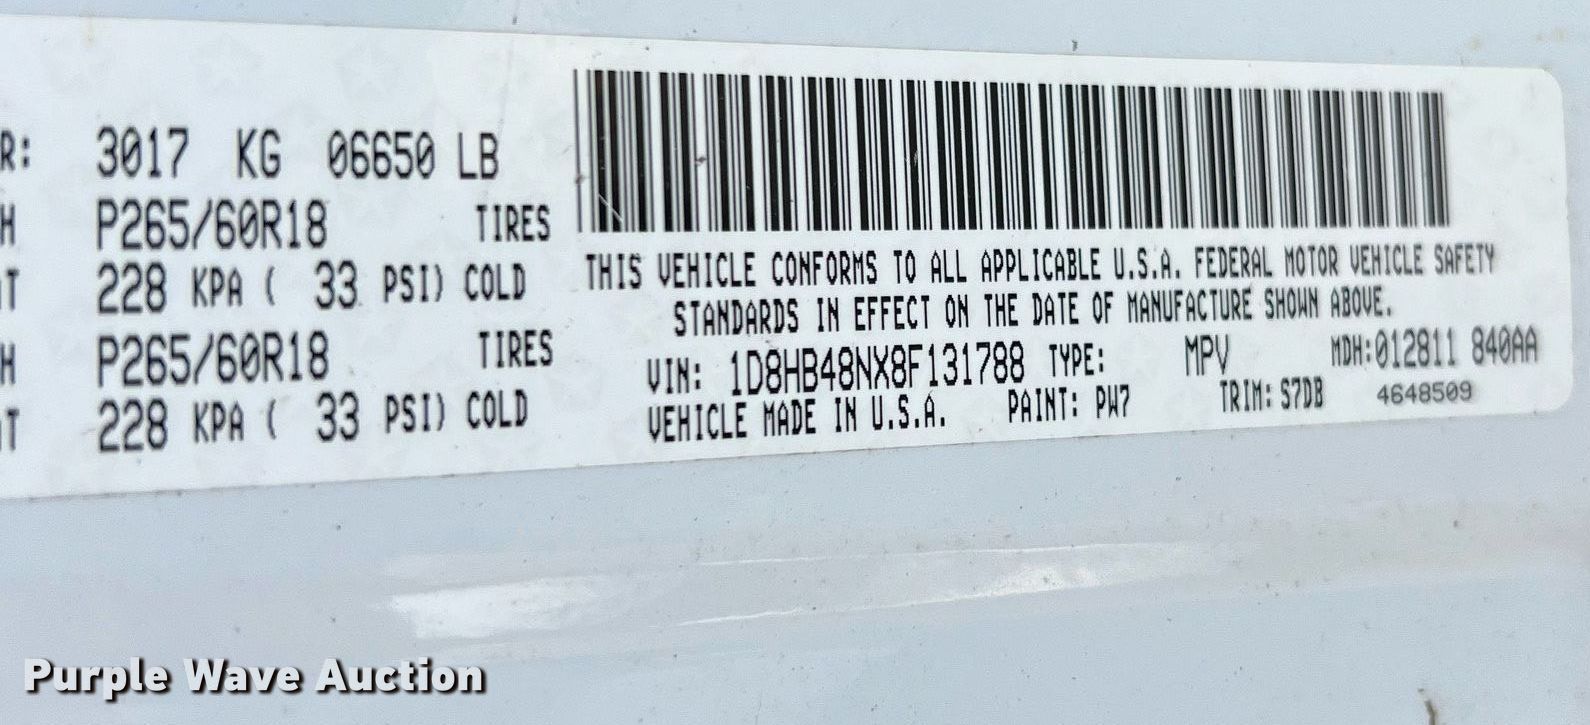 R: 3017 KG 06650 LB
H P265/60R18 TIRES
T 228 KPA ( 33 PSI) COLD
H P265/60R18 TIRES
T 228 KPA ( 33 PSI) COLD
THIS VEHICLE CONFORMS TO ALL APPLICABLE U.S.A. FEDERAL MOTOR VEHICLE SAFETY
STANDARDS IN EFFECT ON THE DATE OF MANUFACTURE SHOWN ABOVE.
VIN: 1D8HB48NX8F131788 TYPE: MPV MDH:012811 840AA
VEHICLE MADE IN U.S.A. PAINT: PW7 TRIM: S7DB 4648509
Purple Wave Auction